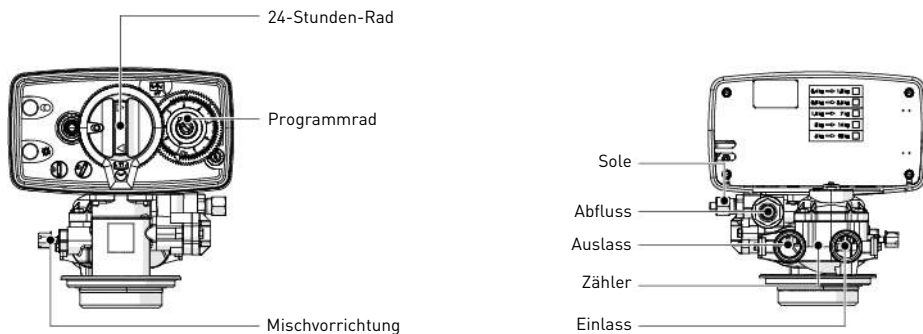 24-Stunden-Rad
Programmrad
Mischvorrichtung
Sole
Abfluss
Auslass
Zähler
Einlass